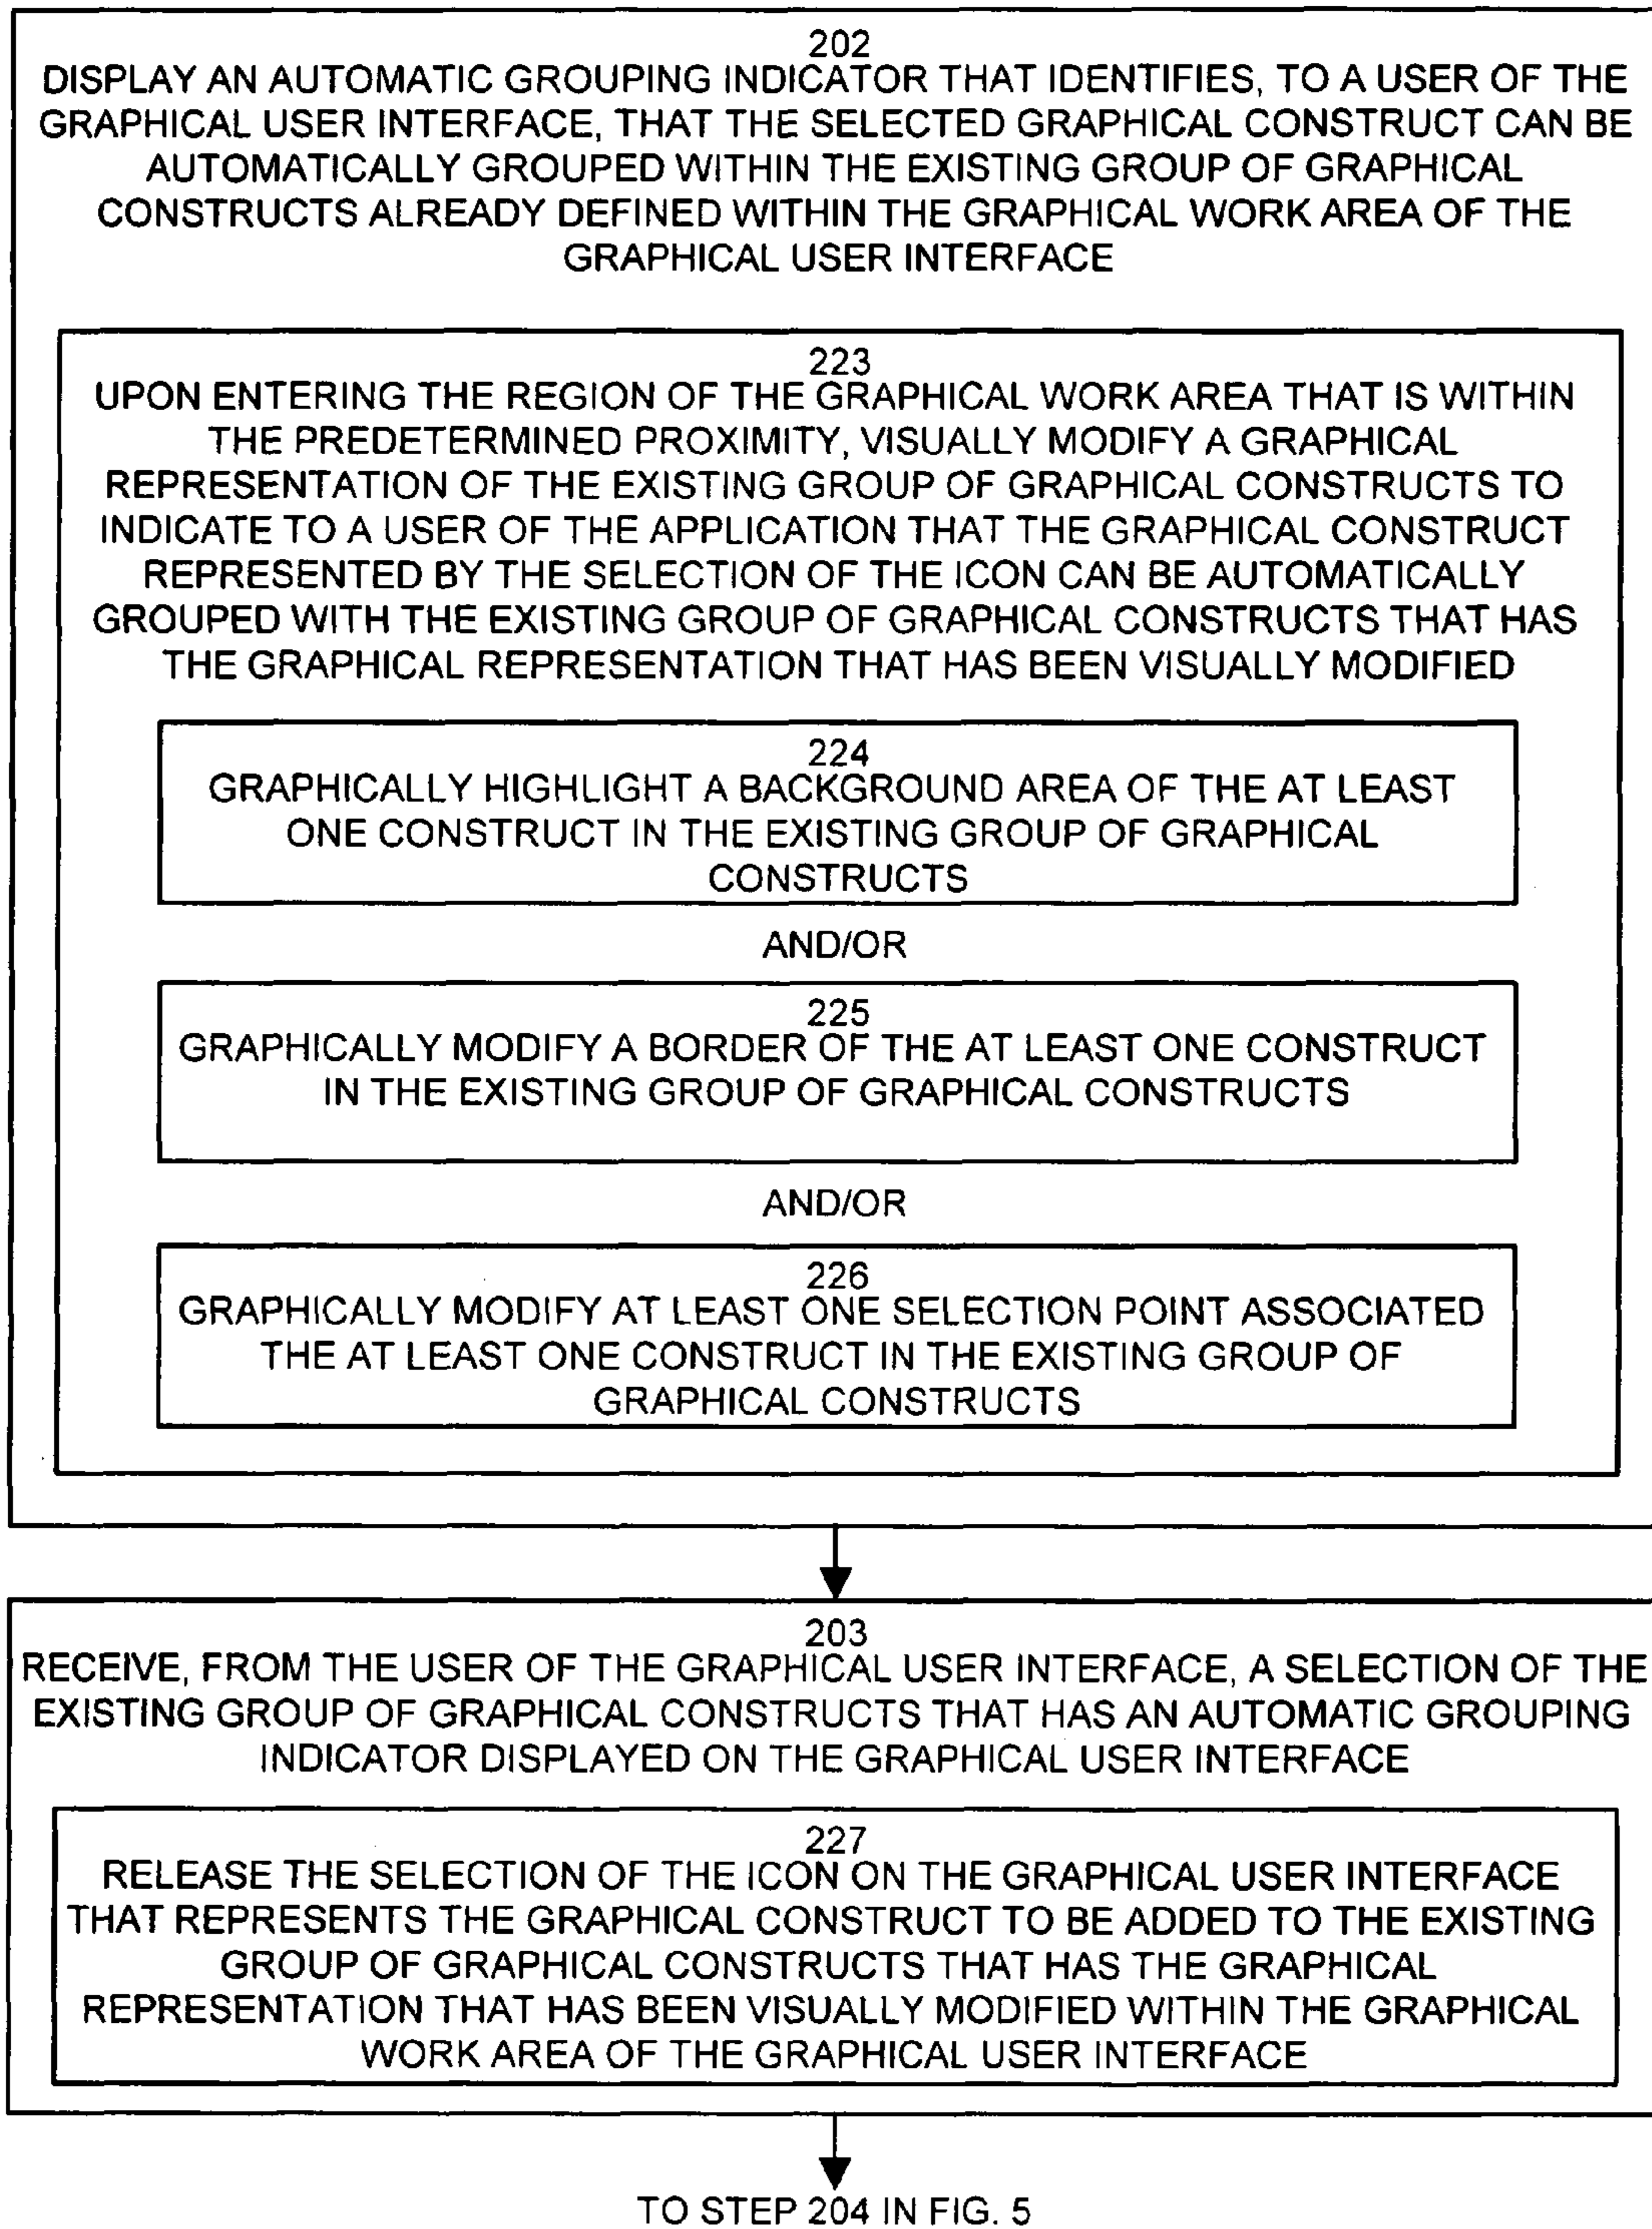 202
DISPLAY AN AUTOMATIC GROUPING INDICATOR THAT IDENTIFIES, TO A USER OF THE
GRAPHICAL USER INTERFACE, THAT THE SELECTED GRAPHICAL CONSTRUCT CAN BE
AUTOMATICALLY GROUPED WITHIN THE EXISTING GROUP OF GRAPHICAL
CONSTRUCTS ALREADY DEFINED WITHIN THE GRAPHICAL WORK AREA OF THE
GRAPHICAL USER INTERFACE
223
UPON ENTERING THE REGION OF THE GRAPHICAL WORK AREA THAT IS WITHIN
THE PREDETERMINED PROXIMITY, VISUALLY MODIFY A GRAPHICAL
REPRESENTATION OF THE EXISTING GROUP OF GRAPHICAL CONSTRUCTS TO
INDICATE TO A USER OF THE APPLICATION THAT THE GRAPHICAL CONSTRUCT
REPRESENTED BY THE SELECTION OF THE ICON CAN BE AUTOMATICALLY
GROUPED WITH THE EXISTING GROUP OF GRAPHICAL CONSTRUCTS THAT HAS
THE GRAPHICAL REPRESENTATION THAT HAS BEEN VISUALLY MODIFIED
224
GRAPHICALLY HIGHLIGHT A BACKGROUND AREA OF THE AT LEAST
ONE CONSTRUCT IN THE EXISTING GROUP OF GRAPHICAL
CONSTRUCTS
AND/OR
225
GRAPHICALLY MODIFY A BORDER OF THE AT LEAST ONE CONSTRUCT
IN THE EXISTING GROUP OF GRAPHICAL CONSTRUCTS
AND/OR
226
GRAPHICALLY MODIFY AT LEAST ONE SELECTION POINT ASSOCIATED
THE AT LEAST ONE CONSTRUCT IN THE EXISTING GROUP OF
GRAPHICAL CONSTRUCTS
203
RECEIVE, FROM THE USER OF THE GRAPHICAL USER INTERFACE, A SELECTION OF THE
EXISTING GROUP OF GRAPHICAL CONSTRUCTS THAT HAS AN AUTOMATIC GROUPING
INDICATOR DISPLAYED ON THE GRAPHICAL USER INTERFACE
227
RELEASE THE SELECTION OF THE ICON ON THE GRAPHICAL USER INTERFACE
THAT REPRESENTS THE GRAPHICAL CONSTRUCT TO BE ADDED TO THE EXISTING
GROUP OF GRAPHICAL CONSTRUCTS THAT HAS THE GRAPHICAL
REPRESENTATION THAT HAS BEEN VISUALLY MODIFIED WITHIN THE GRAPHICAL
WORK AREA OF THE GRAPHICAL USER INTERFACE
TO STEP 204 IN FIG. 5